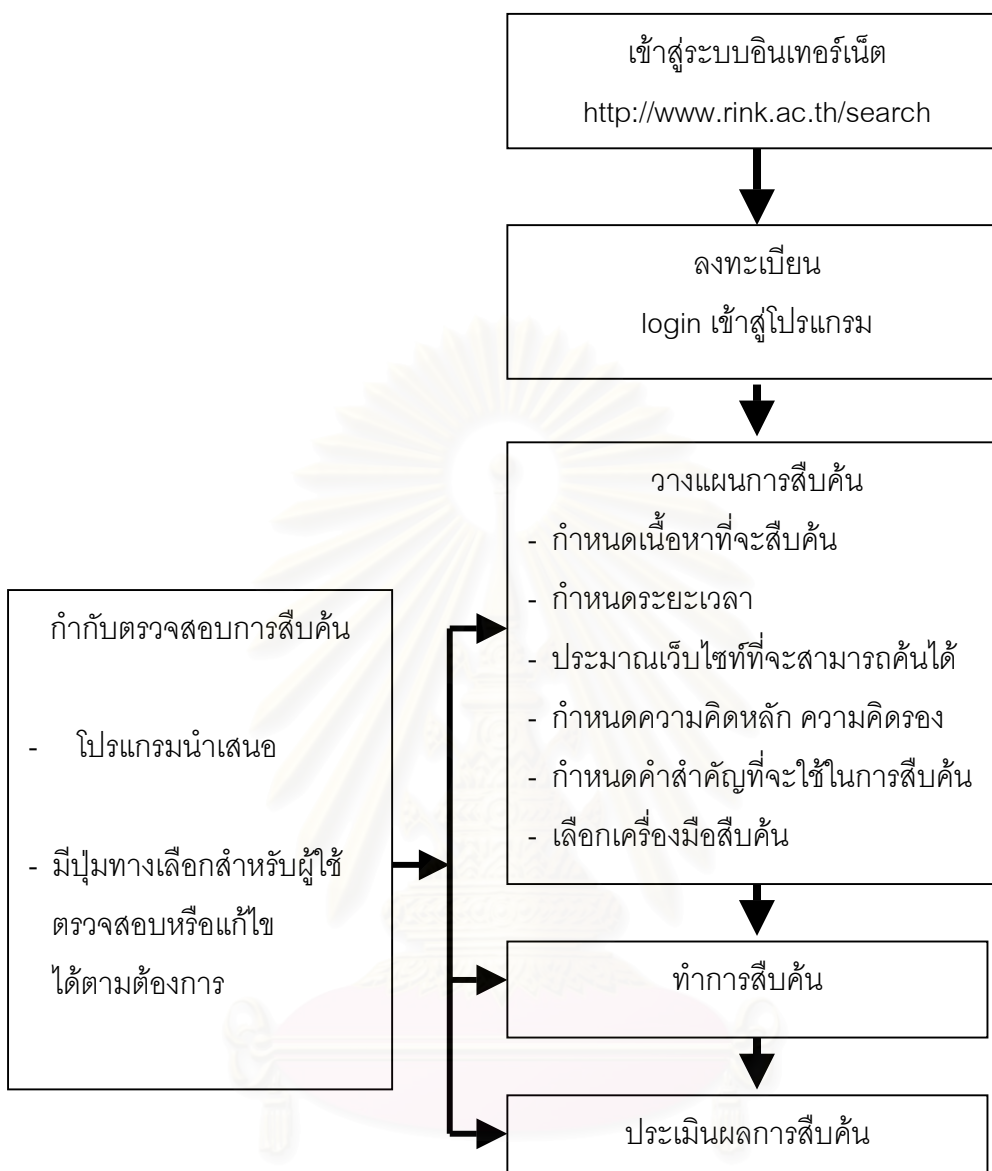 เข้าสู่ระบบอินเทอร์เน็ต
http://www.rink.ac.th/search
ลงทะเบียน
login เข้าสู่โปรแกรม
วางแผนการสืบค้น
- กำหนดเนื้อหาที่จะสืบค้น
- กำหนดระยะเวลา
- ประมาณเว็บไซท์ที่จะสามารถค้นได้
- กำหนดความคิดหลัก ความคิดรอง
- กำหนดคำสำคัญที่จะใช้ในการสืบค้น
- เลือกเครื่องมือสืบค้น
กำกับตรวจสอบการสืบค้น
- โปรแกรมนำเสนอ
- มีปุ่มทางเลือกสำหรับผู้ใช้
ตรวจสอบหรือแก้ไข
ได้ตามต้องการ
ทำการสืบค้น
ประเมินผลการสืบค้น